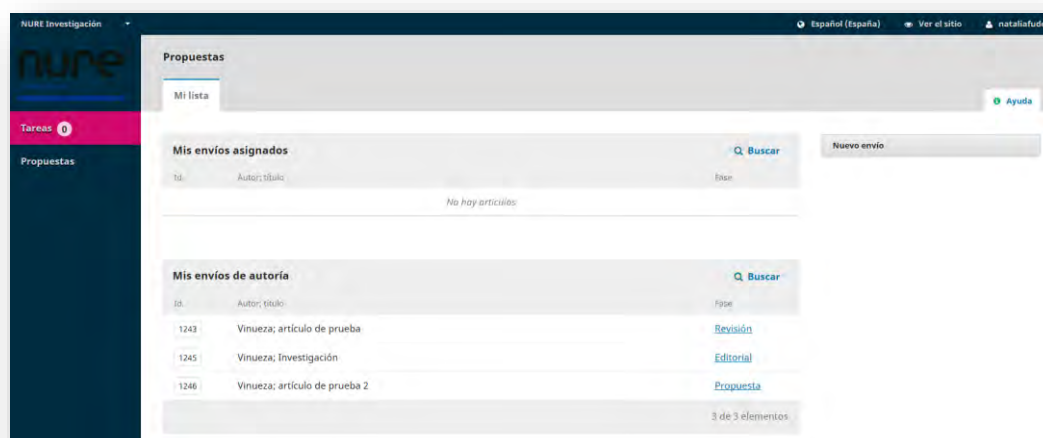 NURE Investigación
Español (España) Ver el sitio nataliafude
nure
Propuestas
Mi lista
Ayuda
Tareas 0
Propuestas
Mis envíos asignados Buscar
Nuevo envío
Id. Autor; título Fase
No hay artículos
Mis envíos de autoría Buscar
Id. Autor; título Fase
1243 Vinueza; artículo de prueba Revisión
1245 Vinueza; Investigación Editorial
1246 Vinueza; artículo de prueba 2 Propuesta
3 de 3 elementos